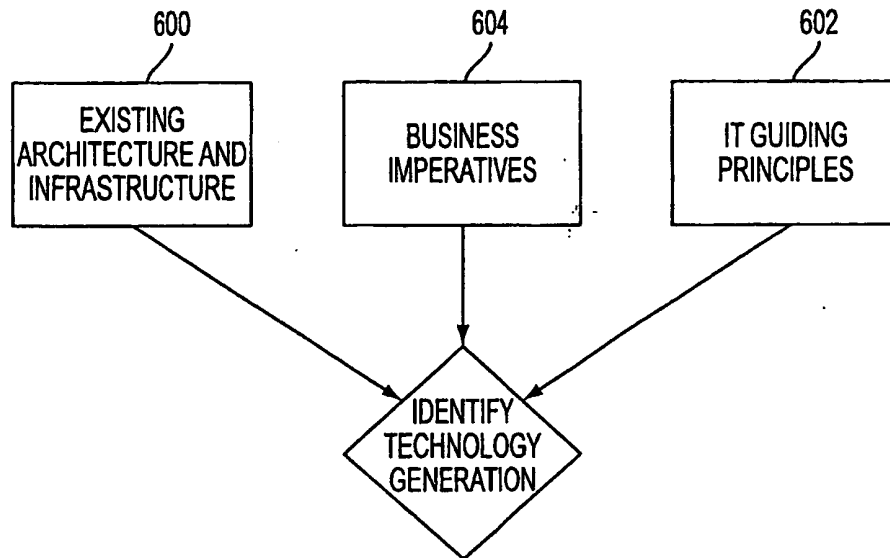 600
604
602
EXISTING
ARCHITECTURE AND
INFRASTRUCTURE
BUSINESS
IMPERATIVES
IT GUIDING
PRINCIPLES
IDENTIFY
TECHNOLOGY
GENERATION